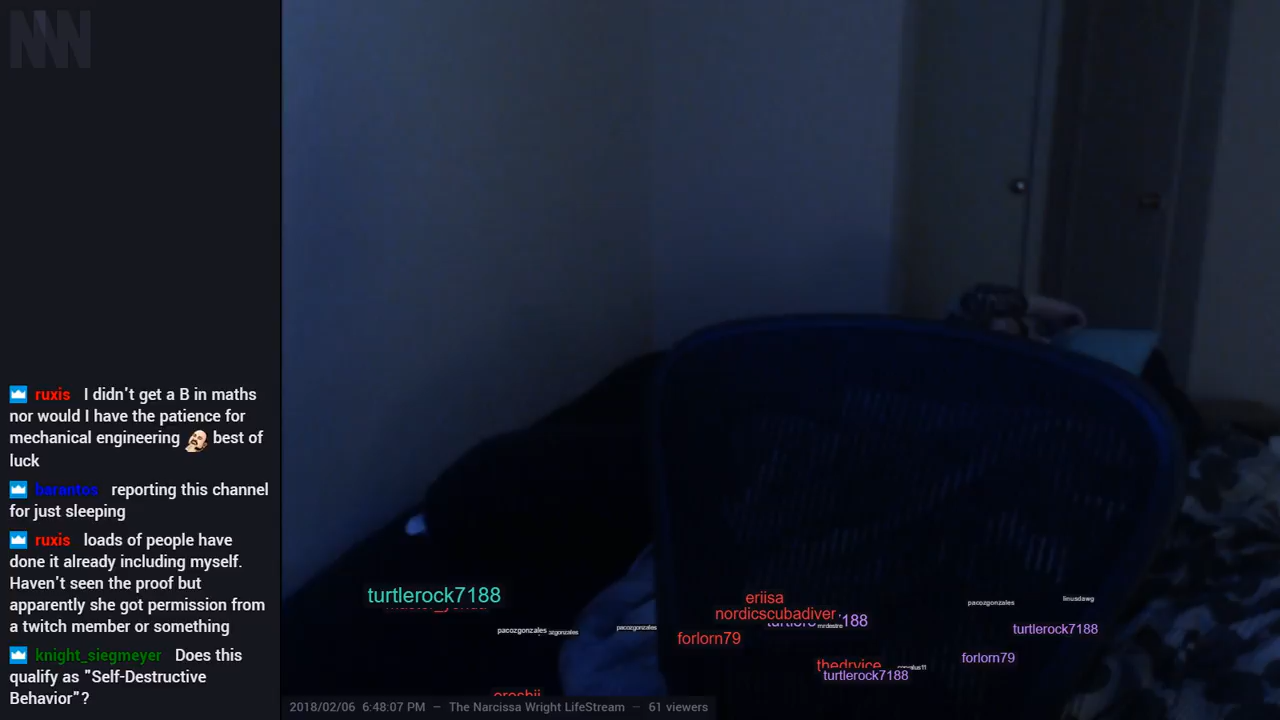 NNN
ruxis I didn't get a B in maths
nor would I have the patience for
mechanical engineering best of
luck
barantos reporting this channel
for just sleeping
ruxis loads of people have
done it already including myself.
Haven't seen the proof but
apparently she got permission from
a twitch member or something
knight_siegmeyer Does this
qualify as "Self-Destructive
Behavior"?
turtlerock7188
eriisa
pacozgonzales
linusdawg
nordicscubadiver
188
pacozgonzales
pacozgonzales
turtlerock7188
forlorn79
forlorn79
thedryice
turtlerock7188
2018/02/06 6:48:07 PM – The Narcissa Wright LifeStream – 61 viewers